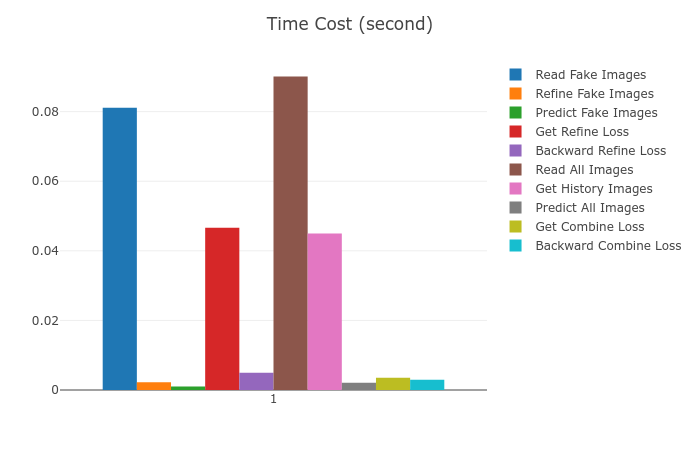 Time Cost (second)
0.08
0.06
0.04
0.02
0
1
Read Fake Images
Refine Fake Images
Predict Fake Images
Get Refine Loss
Backward Refine Loss
Read All Images
Get History Images
Predict All Images
Get Combine Loss
Backward Combine Loss